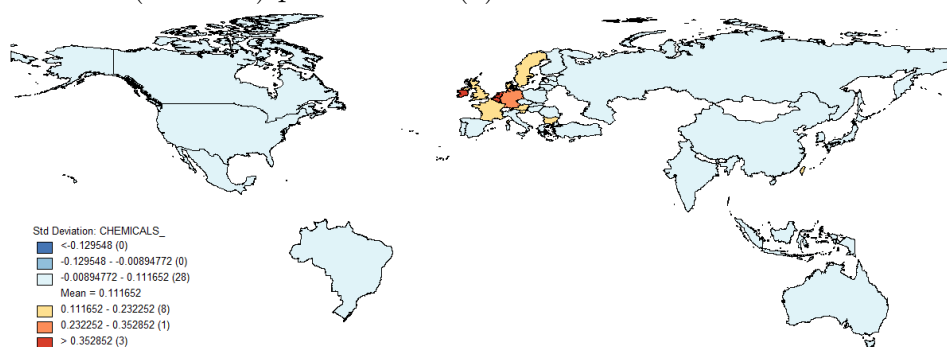 Std Deviation: CHEMICALS_
<-0.129548 (0)
-0.129548 - -0.00894772 (0)
-0.00894772 - 0.111652 (28)
Mean = 0.111652
0.111652 - 0.232252 (8)
0.232252 - 0.352852 (1)
> 0.352852 (3)